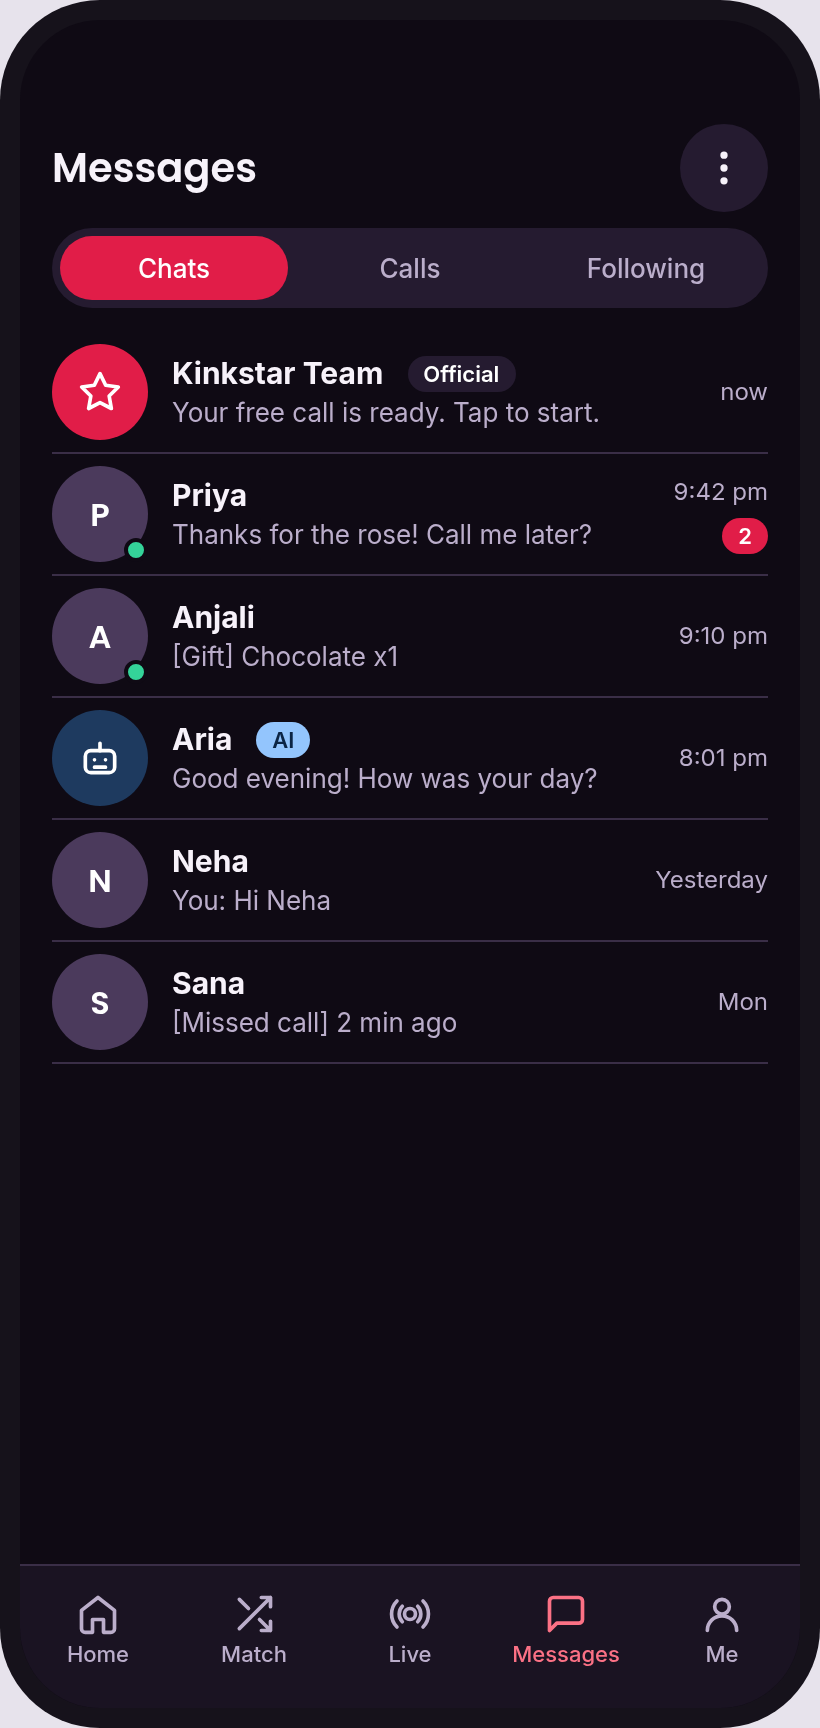 Messages
Chats Calls Following
Kinkstar Team Official
Your free call is ready. Tap to start.
now
P
Priya
Thanks for the rose! Call me later?
9:42 pm
2
A
Anjali
[Gift] Chocolate x1
9:10 pm
Aria AI
Good evening! How was your day?
8:01 pm
N
Neha
You: Hi Neha
Yesterday
S
Sana
[Missed call] 2 min ago
Mon
Home Match Live Messages Me